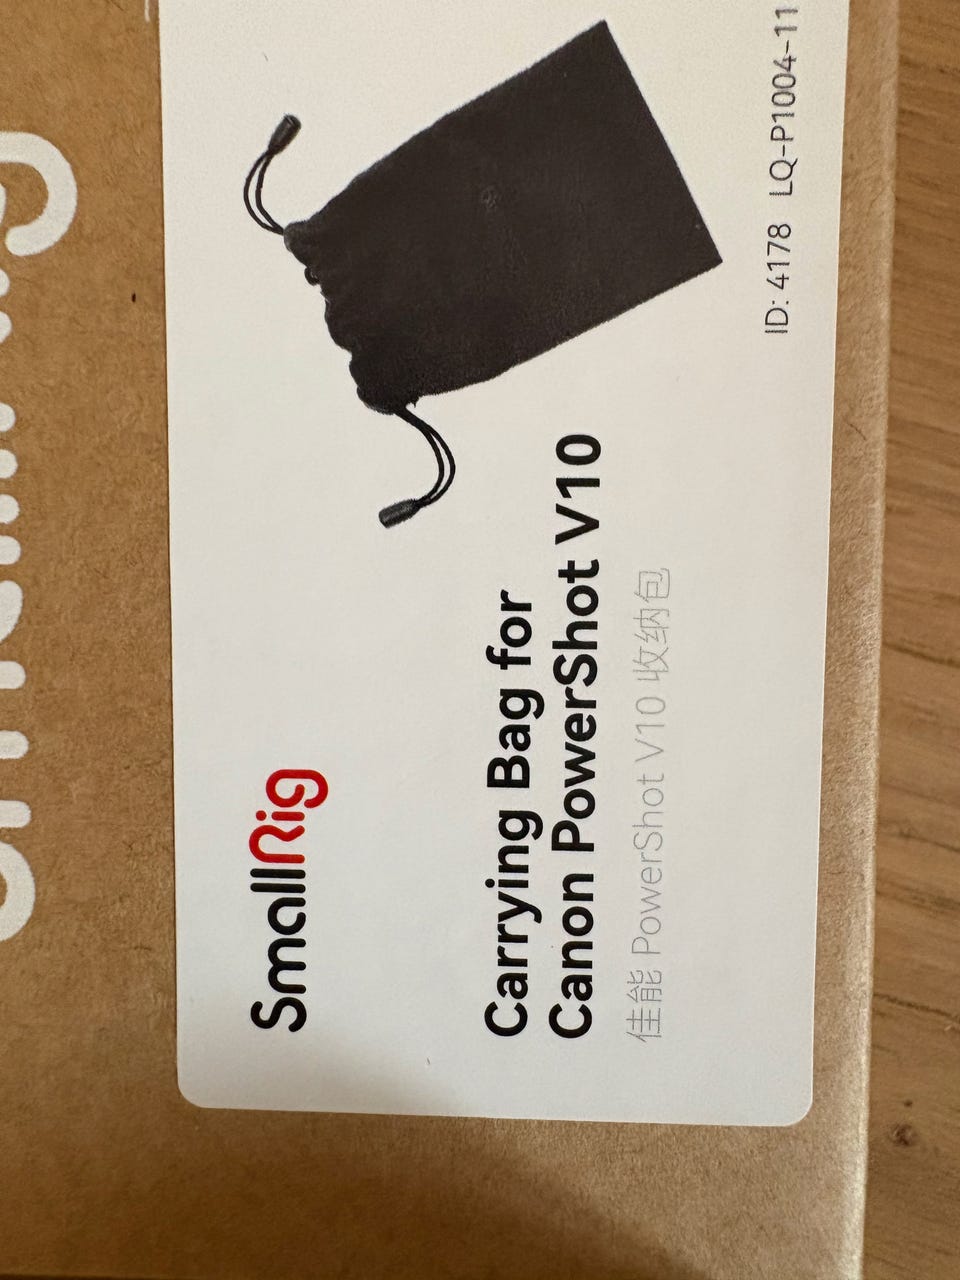 SmallRig
Carrying Bag for
Canon PowerShot V10
佳能 PowerShot V10 收纳包
ID: 4178 LQ-P1004-11